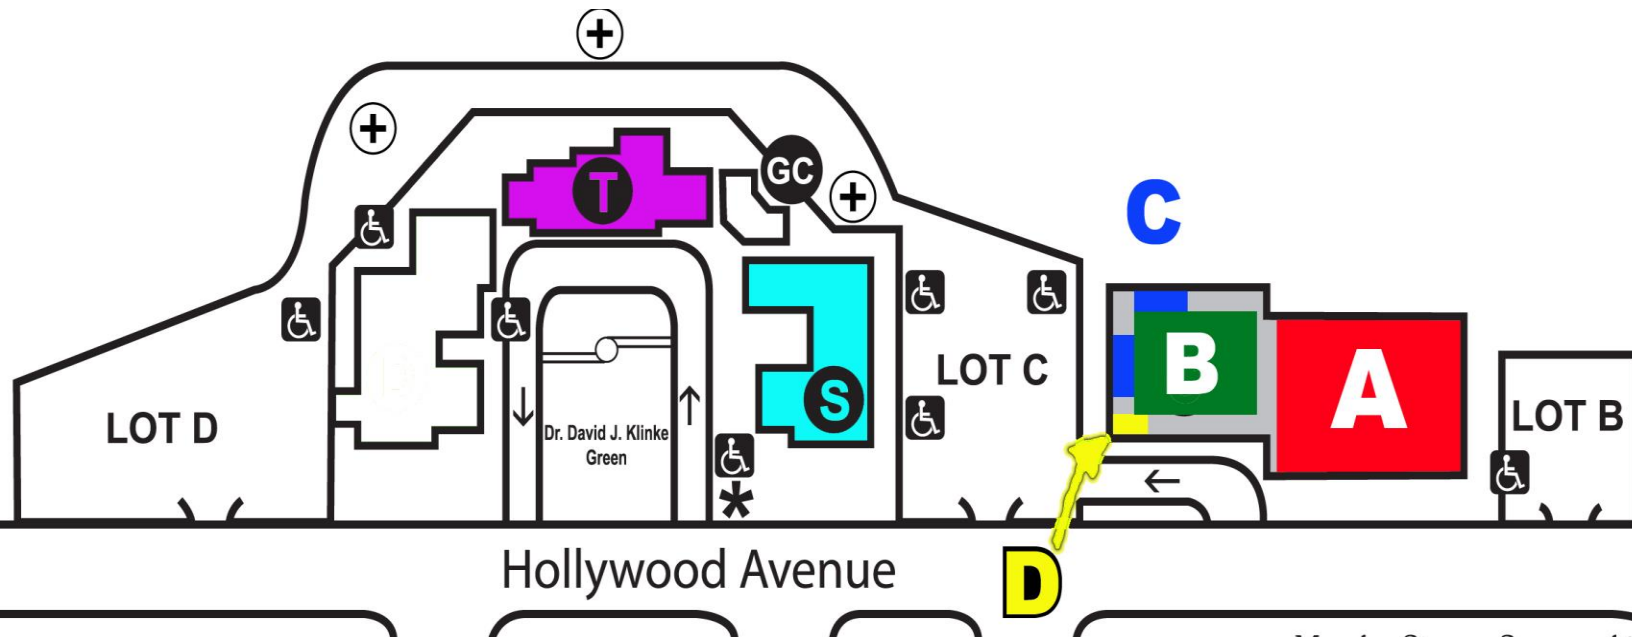 T
GC
C
B
A
S
LOT D
LOT C
LOT B
Dr. David J. Klinke
Green
*
Hollywood Avenue
D